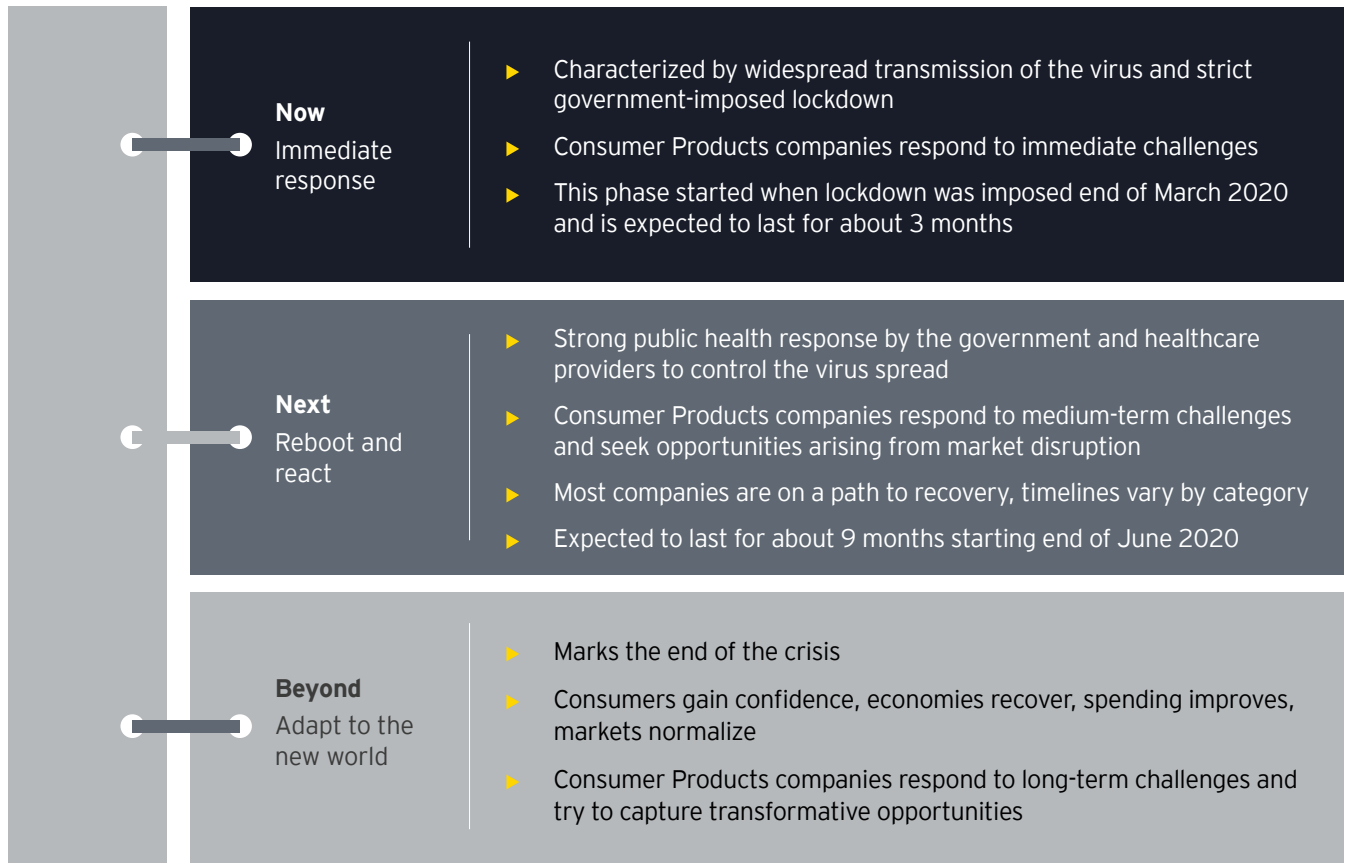 Now
Immediate
response
► Characterized by widespread transmission of the virus and strict
government-imposed lockdown
► Consumer Products companies respond to immediate challenges
► This phase started when lockdown was imposed end of March 2020
and is expected to last for about 3 months
Next
Reboot and
react
► Strong public health response by the government and healthcare
providers to control the virus spread
► Consumer Products companies respond to medium-term challenges
and seek opportunities arising from market disruption
► Most companies are on a path to recovery, timelines vary by category
► Expected to last for about 9 months starting end of June 2020
Beyond
Adapt to the
new world
► Marks the end of the crisis
► Consumers gain confidence, economies recover, spending improves,
markets normalize
► Consumer Products companies respond to long-term challenges and
try to capture transformative opportunities